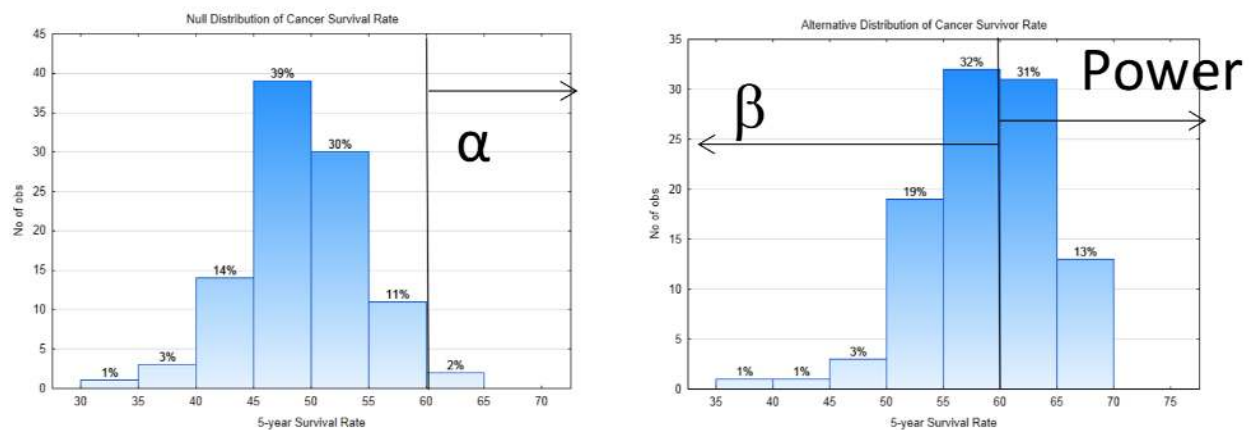 Null Distribution of Cancer Survival Rate
45
40
35
30
25
20
15
10
5
0
No of obs
1%
3%
14%
39%
30%
11%
2%
α
30 35 40 45 50 55 60 65 70
5-year Survival Rate
Alternative Distribution of Cancer Survivor Rate
35
30
25
20
15
10
5
0
No of obs
1%
1%
3%
19%
32%
31%
13%
β
Power
35 40 45 50 55 60 65 70 75
5-year Survival Rate